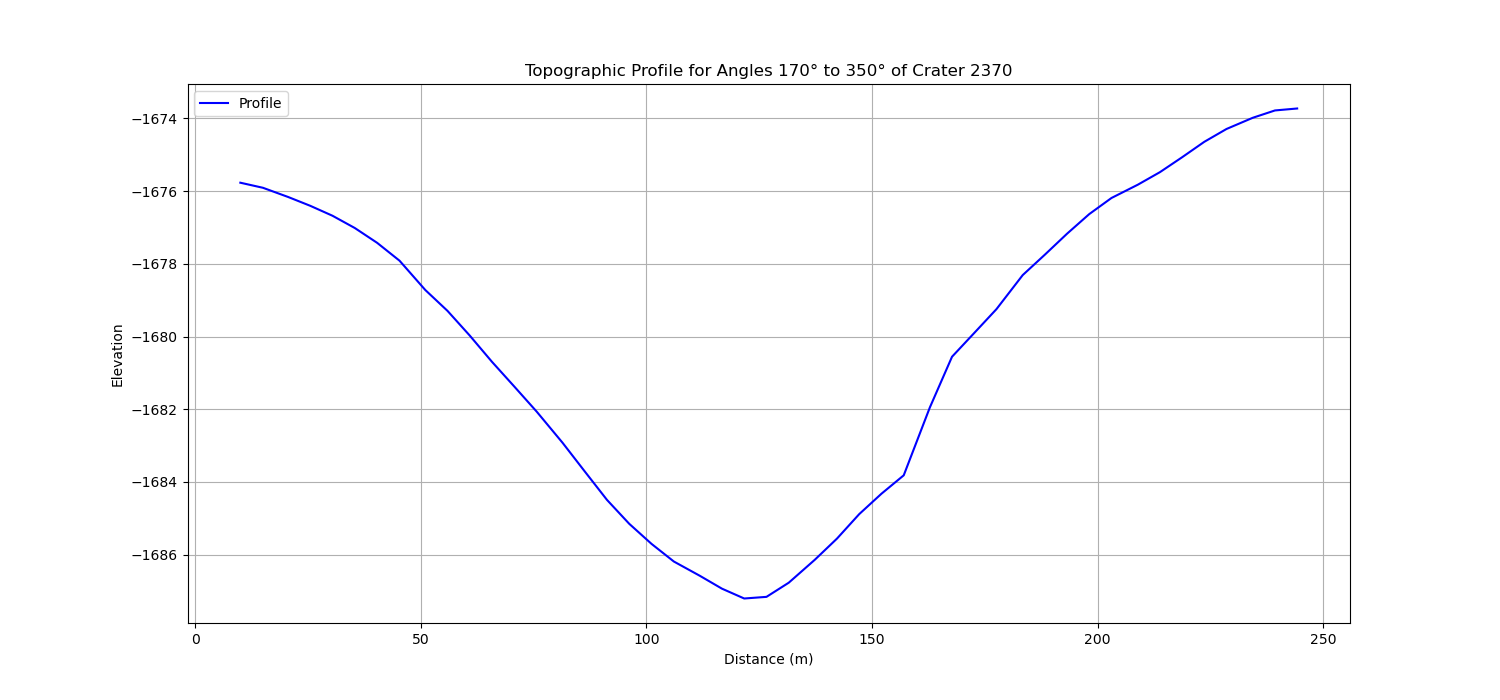 Topographic Profile for Angles 170° to 350° of Crater 2370
Profile
−1674
−1676
−1678
−1680
−1682
−1684
−1686
Elevation
0 50 100 150 200 250
Distance (m)